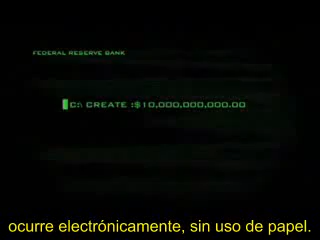 FEDERAL RESERVE BANK
C:\ CREATE :$10,000,000,000.00
ocurre electrónicamente, sin uso de papel.